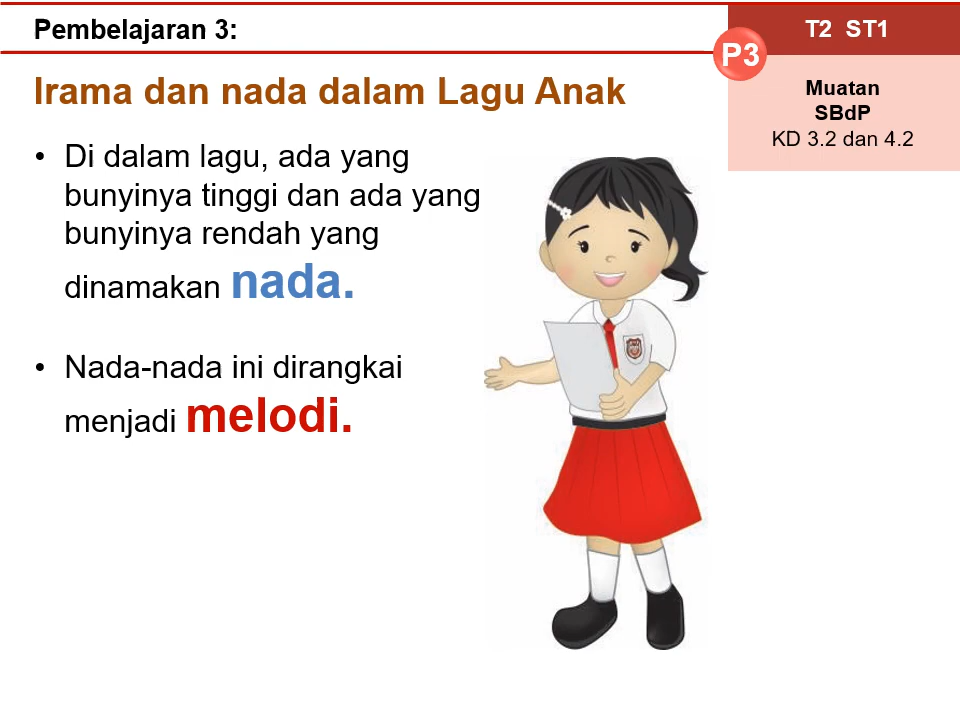 Pembelajaran 3:
P3
T2 ST1
Muatan
SBdP
KD 3.2 dan 4.2
Irama dan nada dalam Lagu Anak
• Di dalam lagu, ada yang
bunyinya tinggi dan ada yang
bunyinya rendah yang
dinamakan nada.
• Nada-nada ini dirangkai
menjadi melodi.